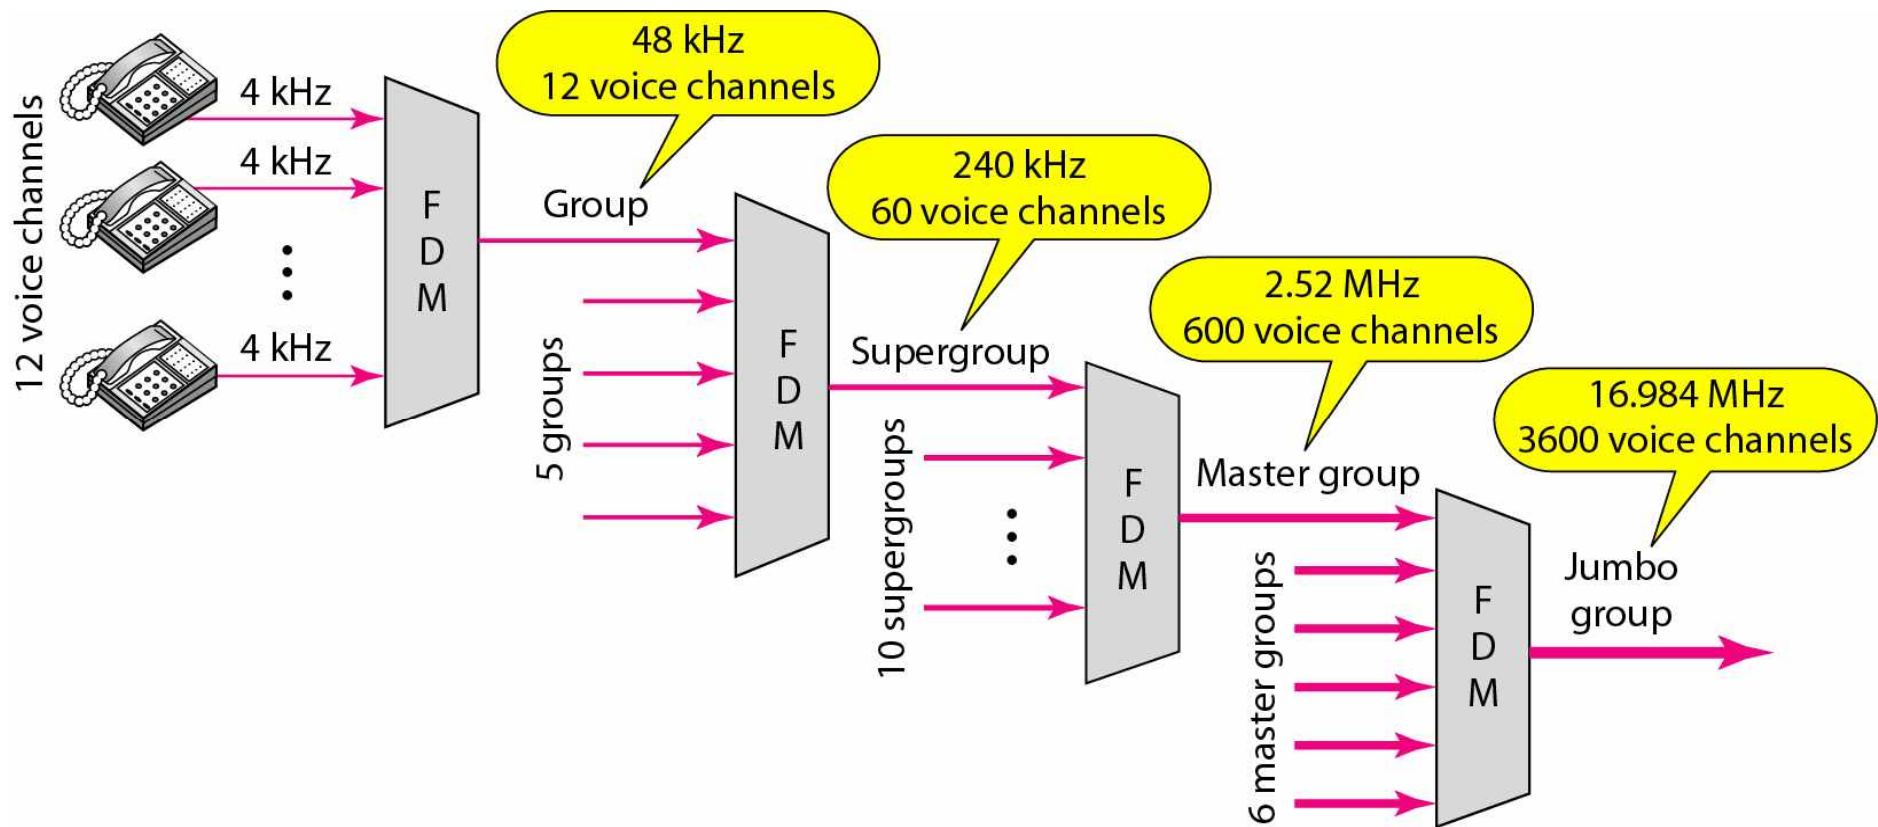 12 voice channels
4 kHz
4 kHz
4 kHz
F
D
M
48 kHz
12 voice channels
Group
5 groups
F
D
M
240 kHz
60 voice channels
Supergroup
10 supergroups
F
D
M
2.52 MHz
600 voice channels
Master group
6 master groups
F
D
M
16.984 MHz
3600 voice channels
Jumbo
group